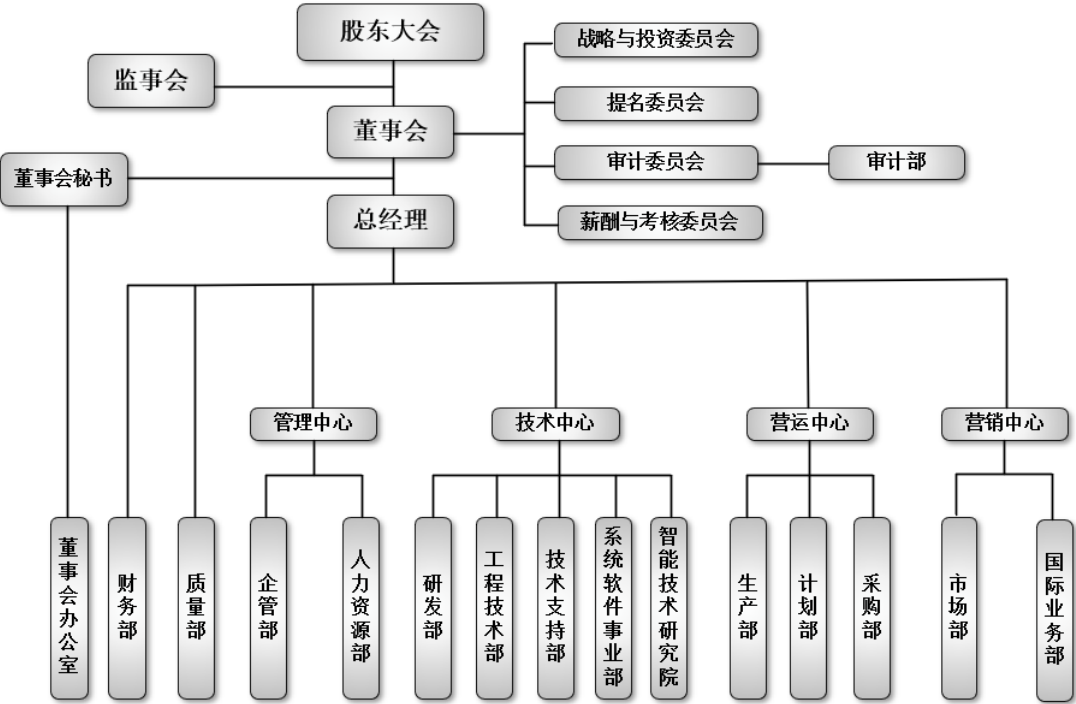 股东大会
监事会
董事会
董事会秘书
总经理
战略与投资委员会
提名委员会
审计委员会
审计部
薪酬与考核委员会
管理中心
技术中心
营运中心
营销中心
董事会办公室
财务部
质量部
企管部
人力资源部
研发部
工程技术部
技术支持部
系统软件事业部
智能技术研究院
生产部
计划部
采购部
市场部
国际业务部